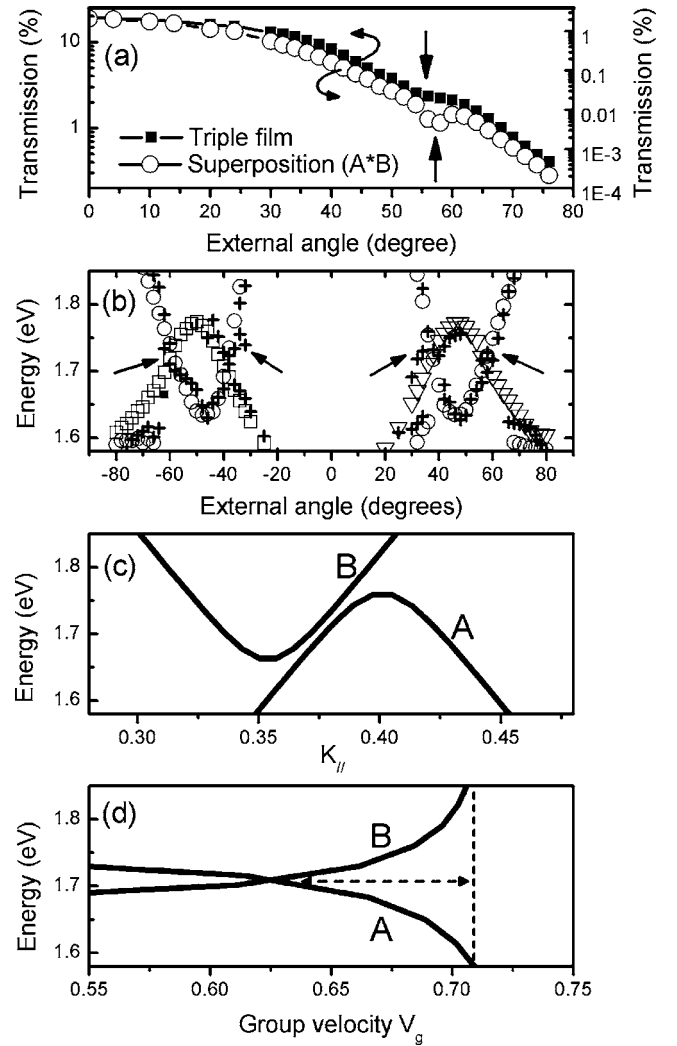 Transmission (%)
10
1
(a)
Triple film
Superposition (A*B)
1
0.1
0.01
1E-3
1E-4
Transmission (%)
0 10 20 30 40 50 60 70 80
External angle (degree)
Energy (eV)
1.8
1.7
1.6
(b)
-80 -60 -40 -20 0 20 40 60 80
External angle (degrees)
Energy (eV)
1.8
1.7
1.6
(c)
B
A
0.30 0.35 0.40 0.45
K//
Energy (eV)
1.8
1.7
1.6
(d)
B
A
0.55 0.60 0.65 0.70 0.75
Group velocity Vg